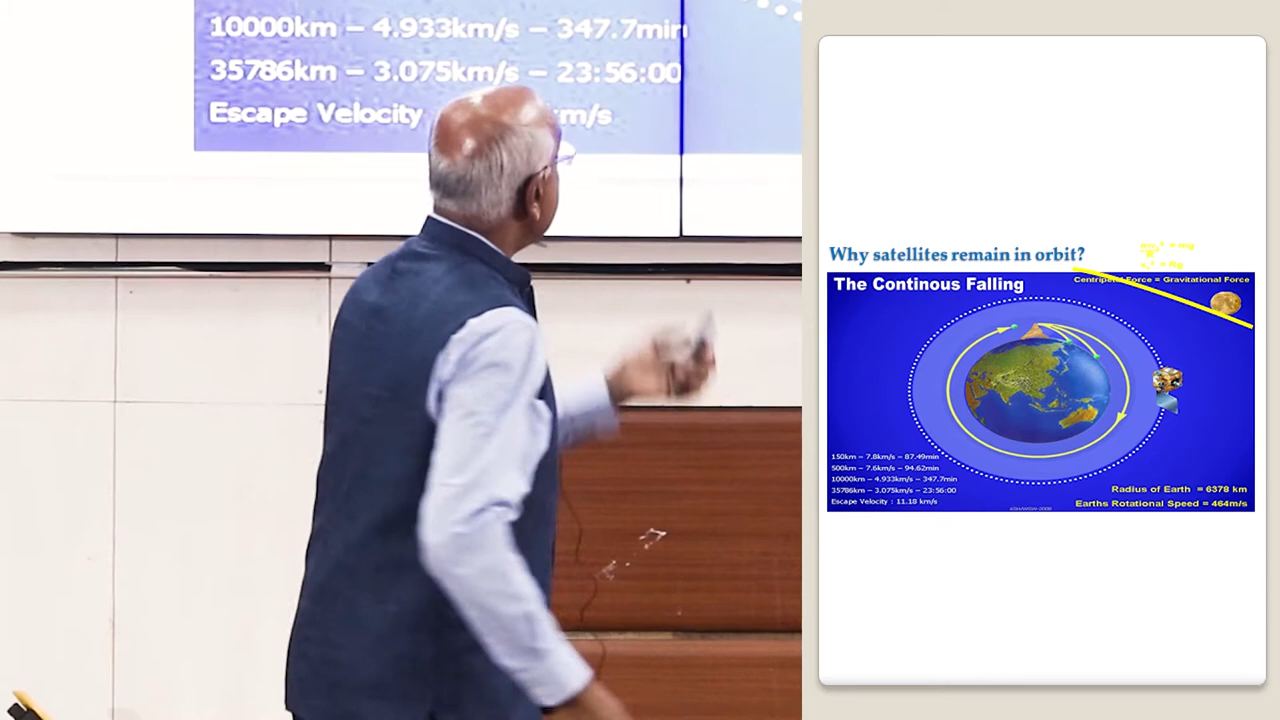 10000km – 4.933km/s – 347.7min
35786km – 3.075km/s – 23:56:00
Escape Velocity km/s
Why satellites remain in orbit?
The Continous Falling
Centripetal Force = Gravitational Force
150km – 7.8km/s – 87.49min
500km – 7.6km/s – 94.62min
10000km – 4.933km/s – 347.7min
35786km – 3.075km/s – 23:56:00
Escape Velocity : 11.18 km/s
Radius of Earth = 6378 km
Earths Rotational Speed = 464m/s